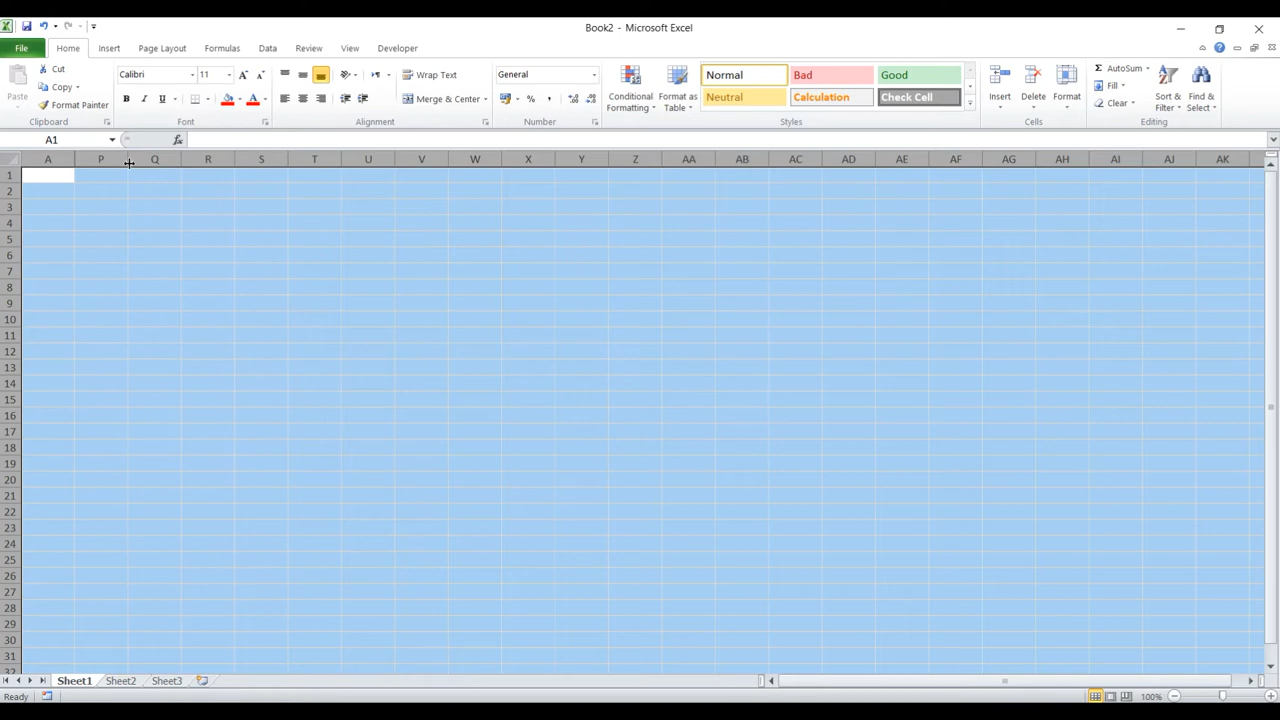 Book2 - Microsoft Excel
File Home Insert Page Layout Formulas Data Review View Developer
Paste
Cut
Copy
Format Painter
Clipboard
Calibri 11
B I U
Font
Wrap Text
Merge & Center
Alignment
General
$ % ,
Number
Conditional Formatting
Format as Table
Normal Bad Good
Neutral Calculation Check Cell
Styles
Insert Delete Format
Cells
AutoSum
Fill
Clear
Sort & Filter
Find & Select
Editing
A1 fx
A P Q R S T U V W X Y Z AA AB AC AD AE AF AG AH AI AJ AK
1
2
3
4
5
6
7
8
9
10
11
12
13
14
15
16
17
18
19
20
21
22
23
24
25
26
27
28
29
30
31
32
Sheet1 Sheet2 Sheet3
Ready 100%